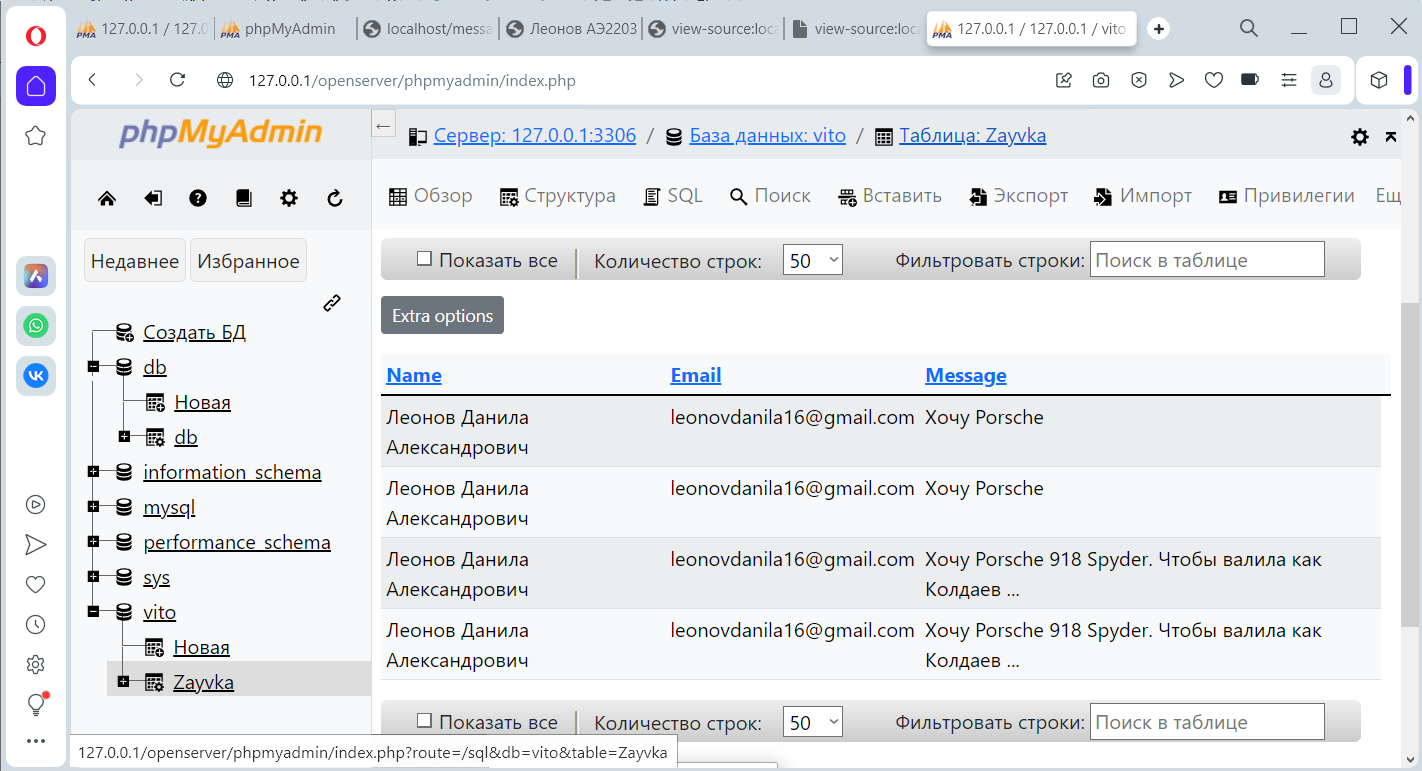 127.0.0.1 / 127.0
phpMyAdmin
localhost/messa
Леонов АЭ2203
view-source:loca
view-source:loca
127.0.0.1 / 127.0.0.1 / vito
127.0.0.1/openserver/phpmyadmin/index.php
phpMyAdmin
Недавнее
Избранное
Создать БД
db
Новая
db
information_schema
mysql
performance_schema
sys
vito
Новая
Zayvka
Сервер: 127.0.0.1:3306 / База данных: vito / Таблица: Zayvka
Обзор Структура SQL Поиск Вставить Экспорт Импорт Привилегии Ещ
Показать все Количество строк: 50 Фильтровать строки: Поиск в таблице
Extra options
Name Email Message
Леонов Данила leonovdanila16@gmail.com Хочу Porsche
Александрович
Леонов Данила leonovdanila16@gmail.com Хочу Porsche
Александрович
Леонов Данила leonovdanila16@gmail.com Хочу Porsche 918 Spyder. Чтобы валила как
Александрович Колдаев ...
Леонов Данила leonovdanila16@gmail.com Хочу Porsche 918 Spyder. Чтобы валила как
Александрович Колдаев ...
Показать все Количество строк: 50 Фильтровать строки: Поиск в таблице
127.0.0.1/openserver/phpmyadmin/index.php?route=/sql&db=vito&table=Zayvka